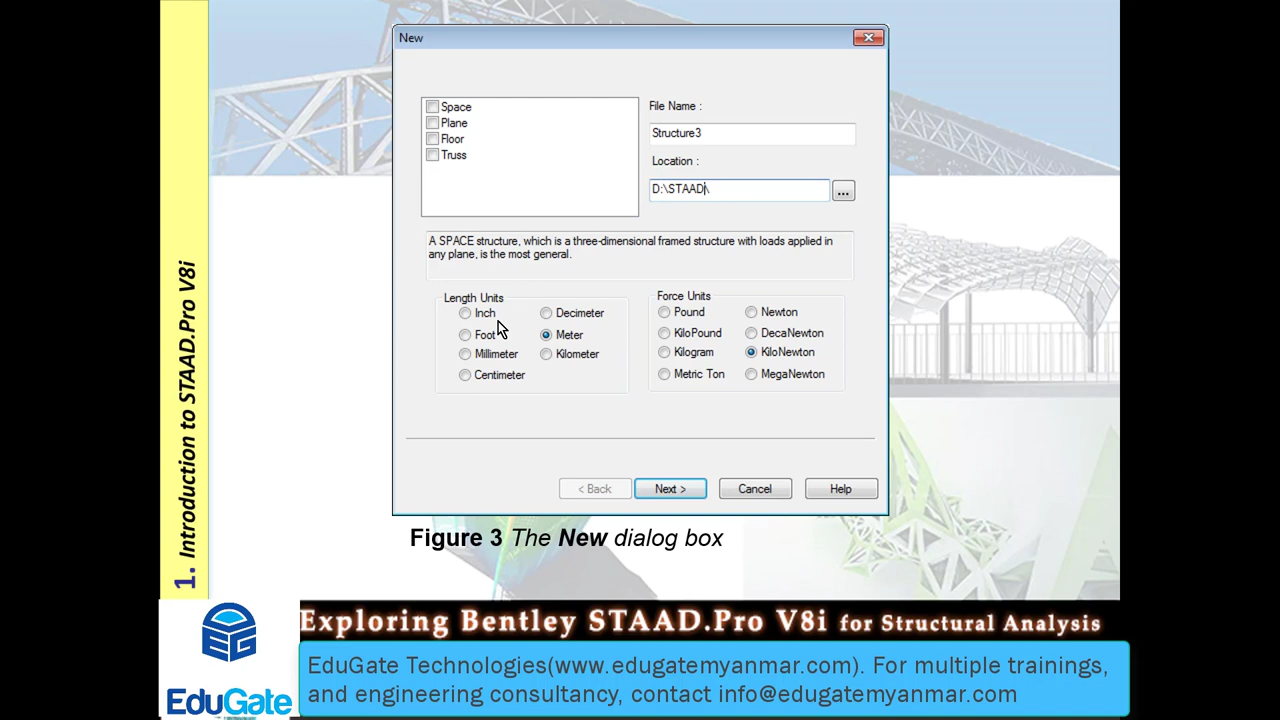 1. Introduction to STAAD.Pro V8i
New
Space
Plane
Floor
Truss
File Name :
Structure3
Location :
D:\STAAD\
...
A SPACE structure, which is a three-dimensional framed structure with loads applied in
any plane, is the most general.
Length Units
Inch
Decimeter
Foot
Meter
Millimeter
Kilometer
Centimeter
Force Units
Pound
Newton
KiloPound
DecaNewton
Kilogram
KiloNewton
Metric Ton
MegaNewton
< Back
Next >
Cancel
Help
Figure 3 The New dialog box
Exploring Bentley STAAD.Pro V8i for Structural Analysis
EduGate
EduGate Technologies(www.edugatemyanmar.com). For multiple trainings,
and engineering consultancy, contact info@edugatemyanmar.com